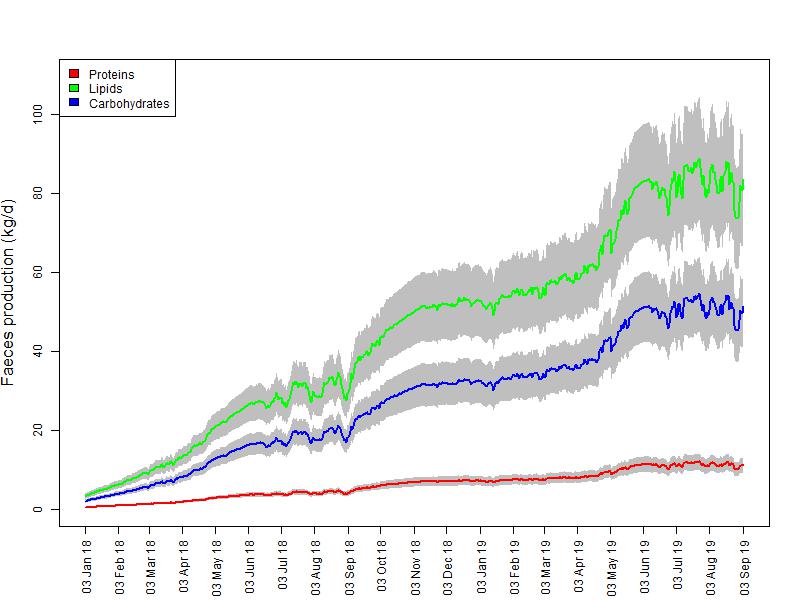 Proteins
Lipids
Carbohydrates
Faeces production (kg/d)
100
80
60
40
20
0
03 Jan 18
03 Feb 18
03 Mar 18
03 Apr 18
03 May 18
03 Jun 18
03 Jul 18
03 Aug 18
03 Sep 18
03 Oct 18
03 Nov 18
03 Dec 18
03 Jan 19
03 Feb 19
03 Mar 19
03 Apr 19
03 May 19
03 Jun 19
03 Jul 19
03 Aug 19
03 Sep 19